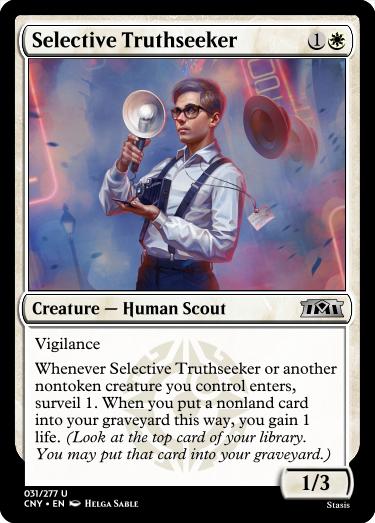 Selective Truthseeker 1
Creature — Human Scout
Vigilance
Whenever Selective Truthseeker or another
nontoken creature you control enters,
surveil 1. When you put a nonland card
into your graveyard this way, you gain 1
life. (Look at the top card of your library.
You may put that card into your graveyard.)
1/3
031/277 U
CNY • EN Helga Sable
Stasis